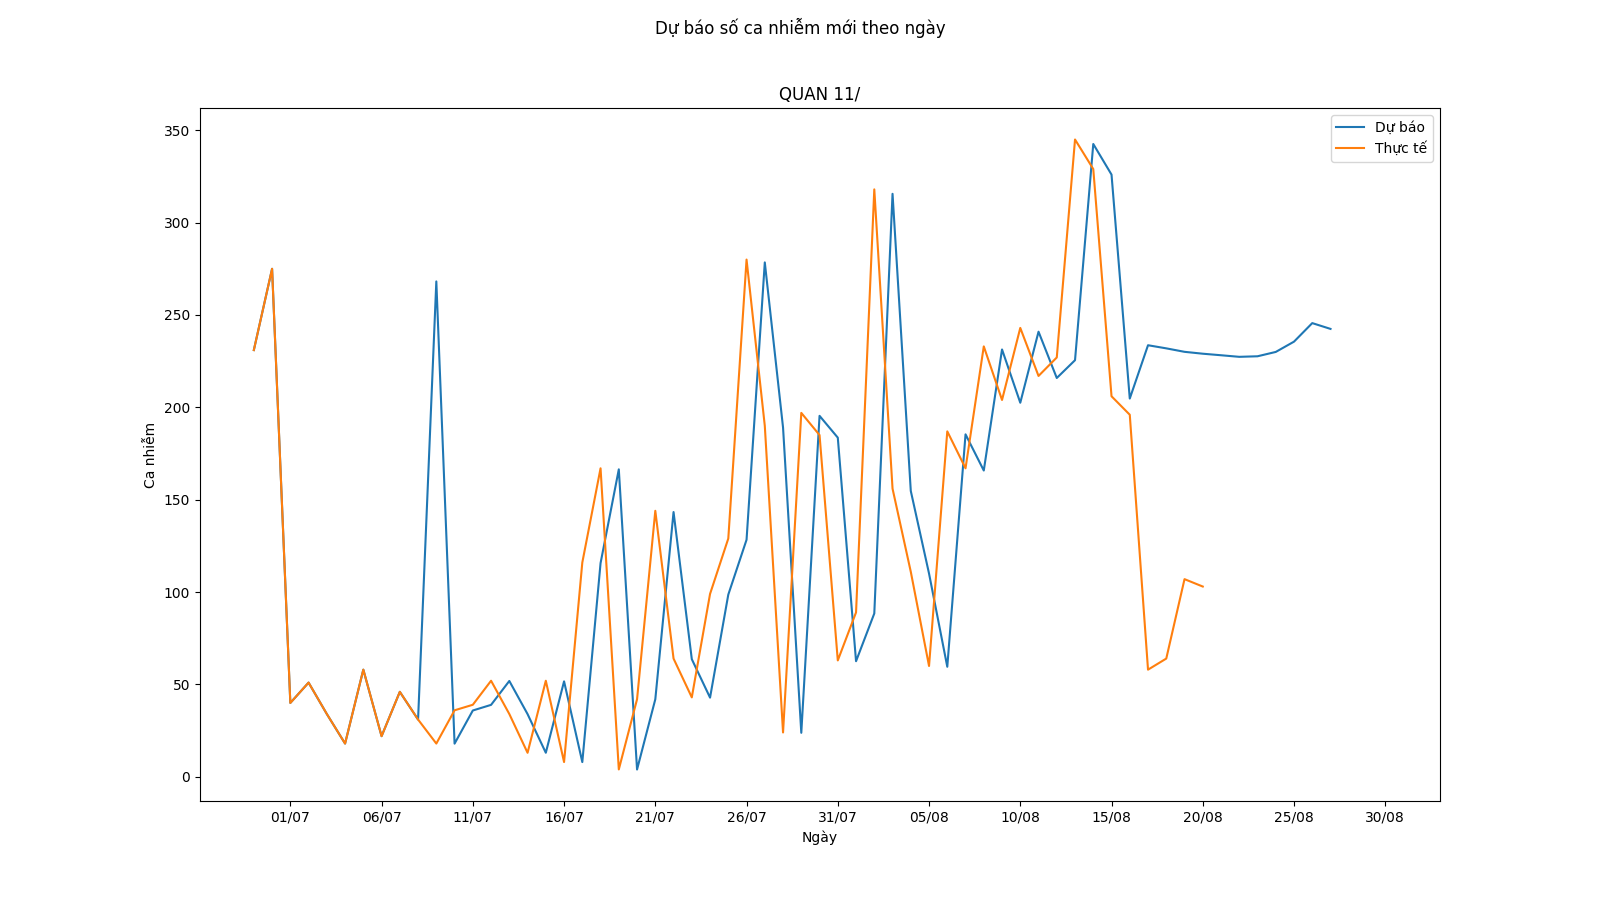 Dự báo số ca nhiễm mới theo ngày
QUAN 11/
Dự báo
Thực tế
350
300
250
200
150
100
50
0
Ca nhiễm
01/07 06/07 11/07 16/07 21/07 26/07 31/07 05/08 10/08 15/08 20/08 25/08 30/08
Ngày